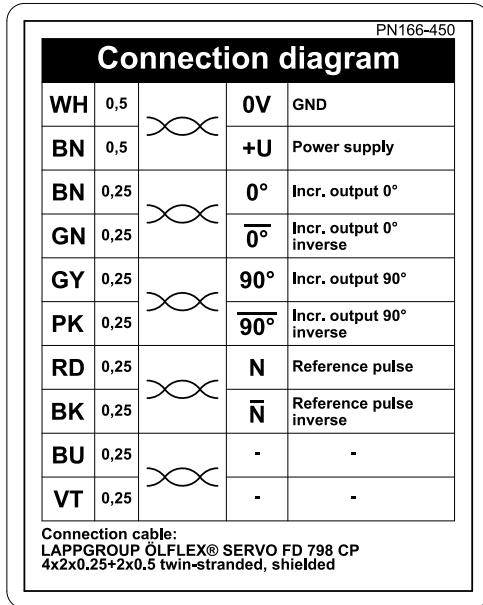 PN166-450
Connection diagram
WH 0,5 0V GND
BN 0,5 +U Power supply
BN 0,25 0° Incr. output 0°
GN 0,25 0̅°̅ Incr. output 0°
inverse
GY 0,25 90° Incr. output 90°
PK 0,25 9̅0̅°̅ Incr. output 90°
inverse
RD 0,25 N Reference pulse
BK 0,25 N̅ Reference pulse
inverse
BU 0,25 - -
VT 0,25 - -
Connection cable:
LAPPGROUP ÖLFLEX® SERVO FD 798 CP
4x2x0.25+2x0.5 twin-stranded, shielded